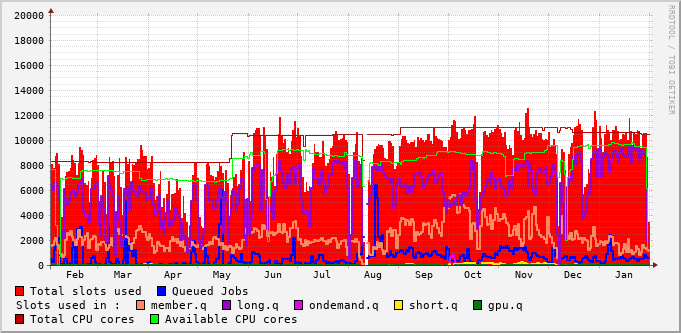 20000
18000
16000
14000
12000
10000
8000
6000
4000
2000
0
Feb Mar Apr May Jun Jul Aug Sep Oct Nov Dec Jan
RRDTOOL / TOBI OETIKER
Total slots used Queued Jobs
Slots used in : member.q long.q ondemand.q short.q gpu.q
Total CPU cores Available CPU cores